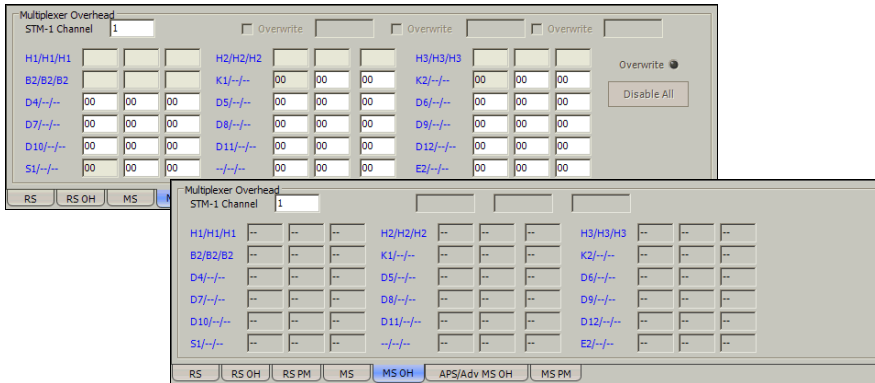 Multiplexer Overhead
STM-1 Channel 1 Overwrite Overwrite Overwrite
H1/H1/H1 H2/H2/H2 H3/H3/H3 Overwrite
B2/B2/B2 K1/--/-- 00 00 00 K2/--/-- 00 00 00
Disable All
D4/--/-- 00 00 00 D5/--/-- 00 00 00 D6/--/-- 00 00 00
D7/--/-- 00 00 00 D8/--/-- 00 00 00 D9/--/-- 00 00 00
D10/--/-- 00 00 00 D11/--/-- 00 00 00 D12/--/-- 00 00 00
S1/--/-- 00 00 00 --/--/-- 00 00 00 E2/--/-- 00 00 00
RS RS OH MS
Multiplexer Overhead
STM-1 Channel 1
H1/H1/H1 -- -- -- H2/H2/H2 -- -- -- H3/H3/H3 -- -- --
B2/B2/B2 -- -- -- K1/--/-- -- -- -- K2/--/-- -- -- --
D4/--/-- -- -- -- D5/--/-- -- -- -- D6/--/-- -- -- --
D7/--/-- -- -- -- D8/--/-- -- -- -- D9/--/-- -- -- --
D10/--/-- -- -- -- D11/--/-- -- -- -- D12/--/-- -- -- --
S1/--/-- -- -- -- --/--/-- -- -- -- E2/--/-- -- -- --
RS RS OH RS PM MS MS OH APS/Adv MS OH MS PM